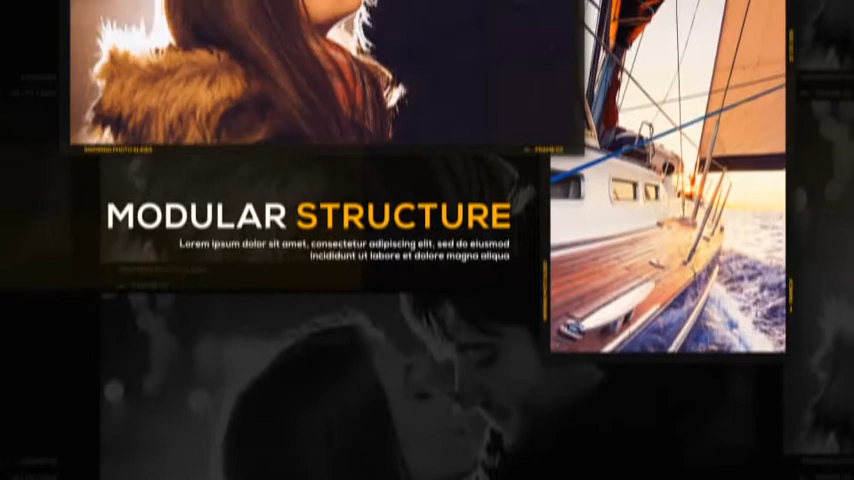 MODULAR STRUCTURE
Lorem ipsum dolor sit amet, consectetur adipiscing elit, sed do eiusmod
incididunt ut labore et dolore magna aliqua